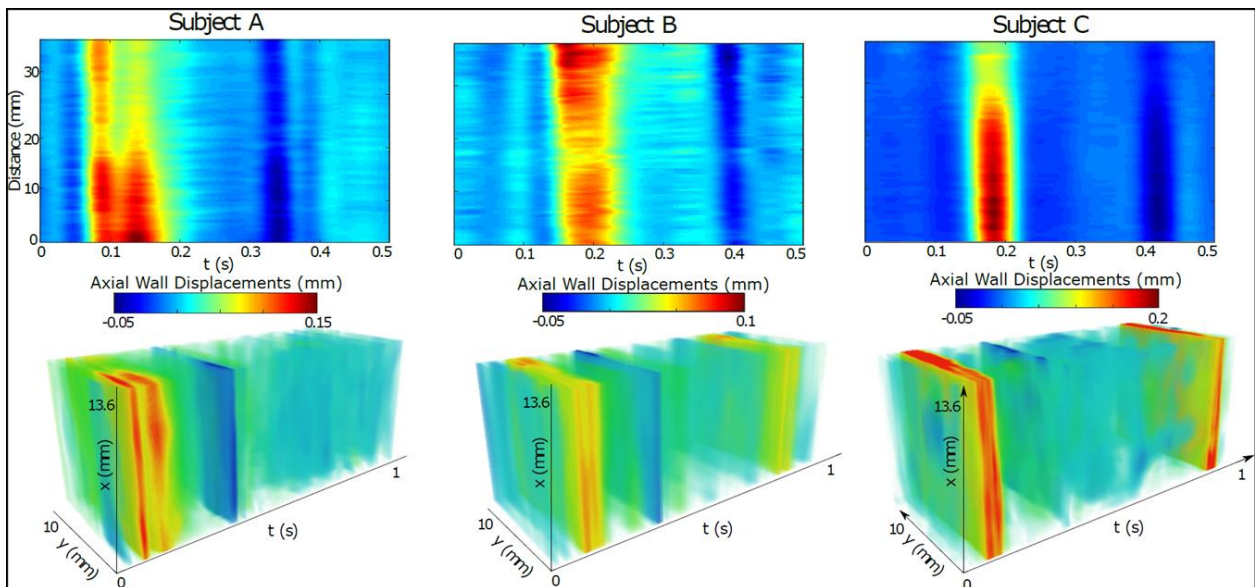 Subject A
Subject B
Subject C
Distance (mm)
30
20
10
0
0 0.1 0.2 0.3 0.4 0.5
t (s)
0 0.1 0.2 0.3 0.4 0.5
t (s)
0 0.1 0.2 0.3 0.4 0.5
t (s)
Axial Wall Displacements (mm)
-0.05 0.15
Axial Wall Displacements (mm)
-0.05 0.1
Axial Wall Displacements (mm)
-0.05 0.2
13.6
x (mm)
10
y (mm)
0
t (s)
1
13.6
x (mm)
10
y (mm)
0
t (s)
1
13.6
x (mm)
10
y (mm)
0
t (s)
1